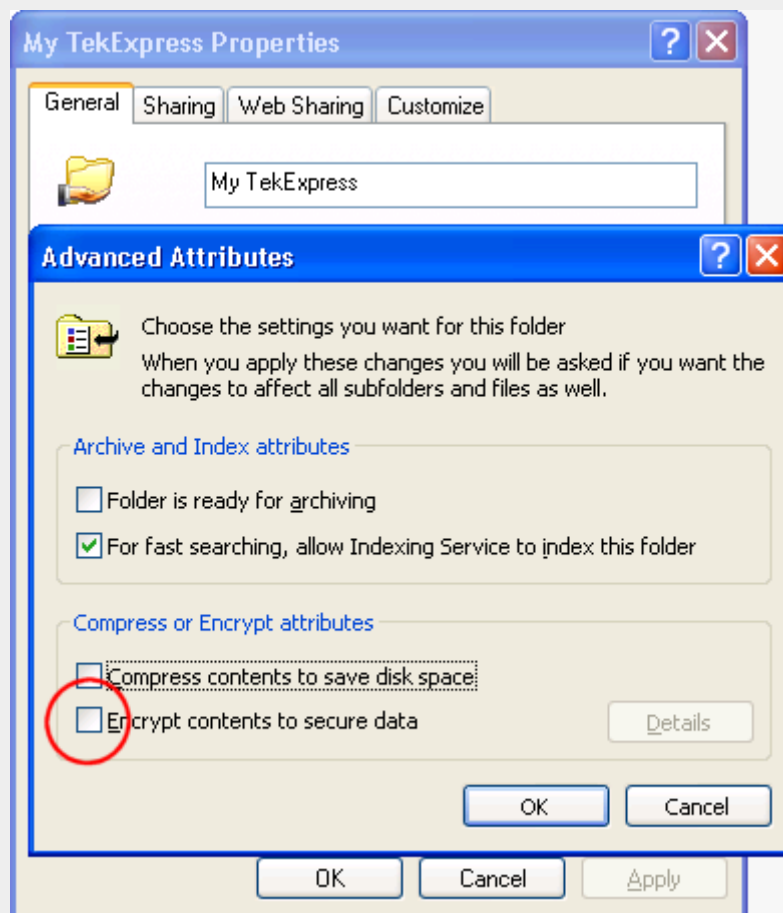 My TekExpress Properties
General Sharing Web Sharing Customize
My TekExpress
Advanced Attributes
Choose the settings you want for this folder
When you apply these changes you will be asked if you want the
changes to affect all subfolders and files as well.
Archive and Index attributes
Folder is ready for archiving
For fast searching, allow Indexing Service to index this folder
Compress or Encrypt attributes
Compress contents to save disk space
Encrypt contents to secure data
Details
OK Cancel
OK Cancel Apply